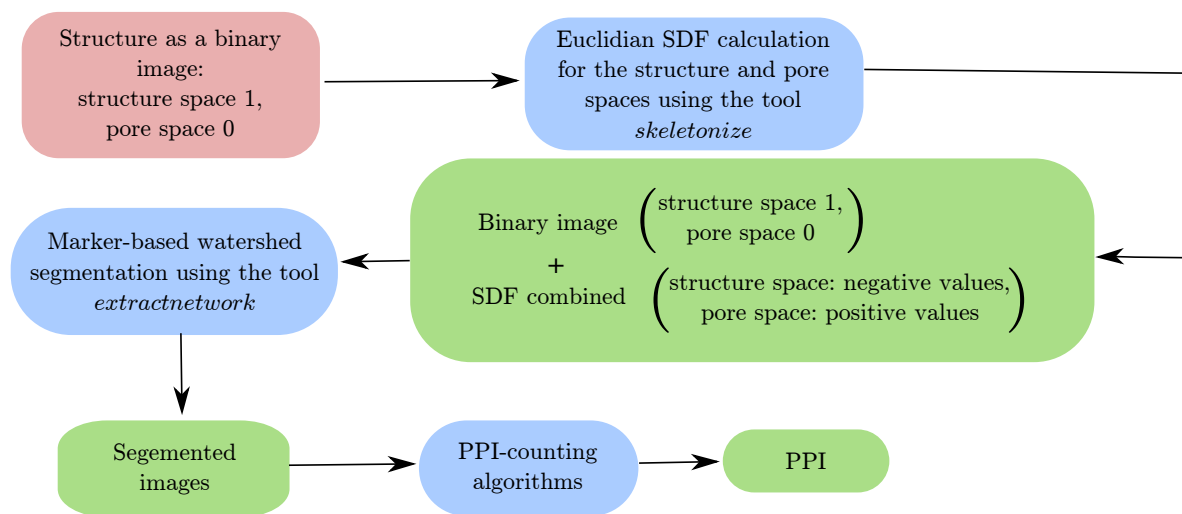 Structure as a binary
image:
structure space 1,
pore space 0
Euclidian SDF calculation
for the structure and pore
spaces using the tool
skeletonize
Binary image (structure space 1,
pore space 0)
+
SDF combined (structure space: negative values,
pore space: positive values)
Marker-based watershed
segmentation using the tool
extractnetwork
Segemented
images
PPI-counting
algorithms
PPI